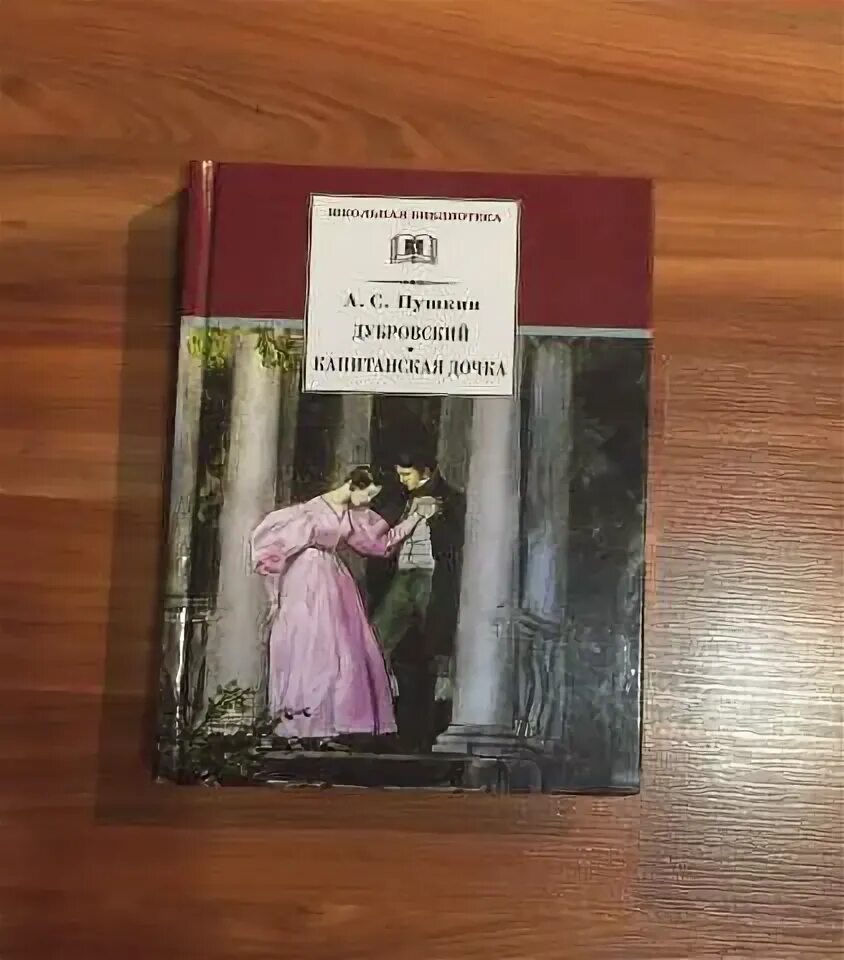 ШКОЛЬНАЯ БИБЛИОТЕКА
А. С. Пушкин
ДУБРОВСКИЙ
КАПИТАНСКАЯ ДОЧКА